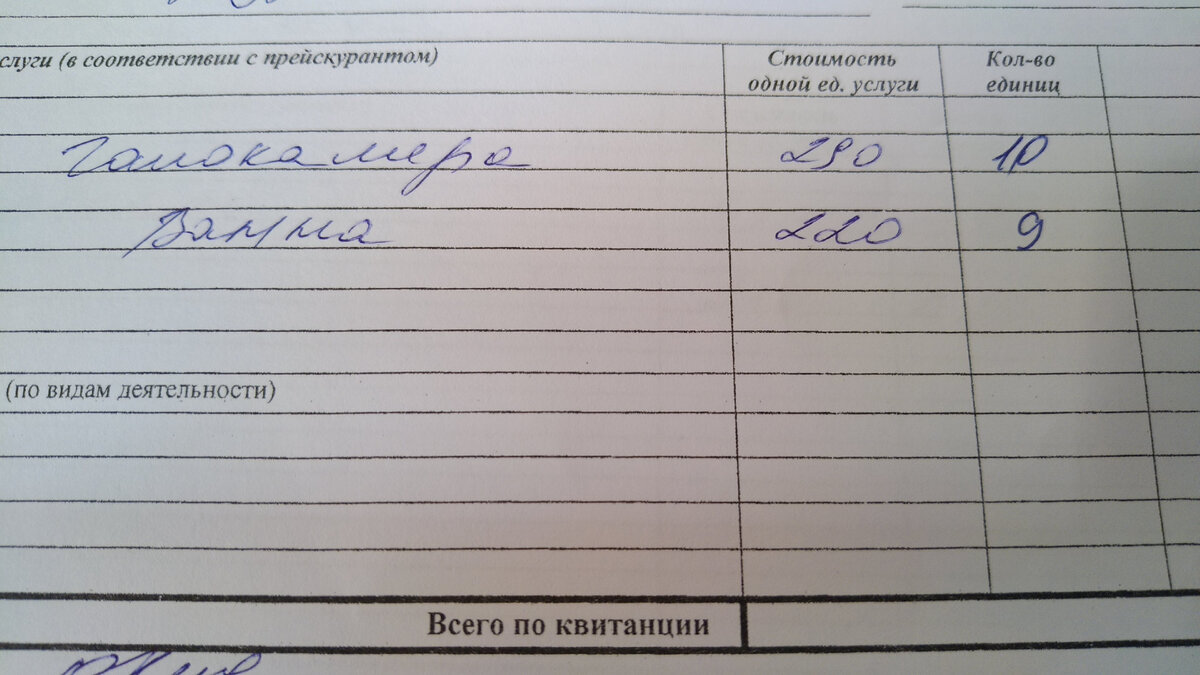 слуги (в соответствии с прейскурантом) Стоимость одной ед. услуги Кол-во единиц
галокамера 290 10
Ванна 220 9
(по видам деятельности)
Всего по квитанции